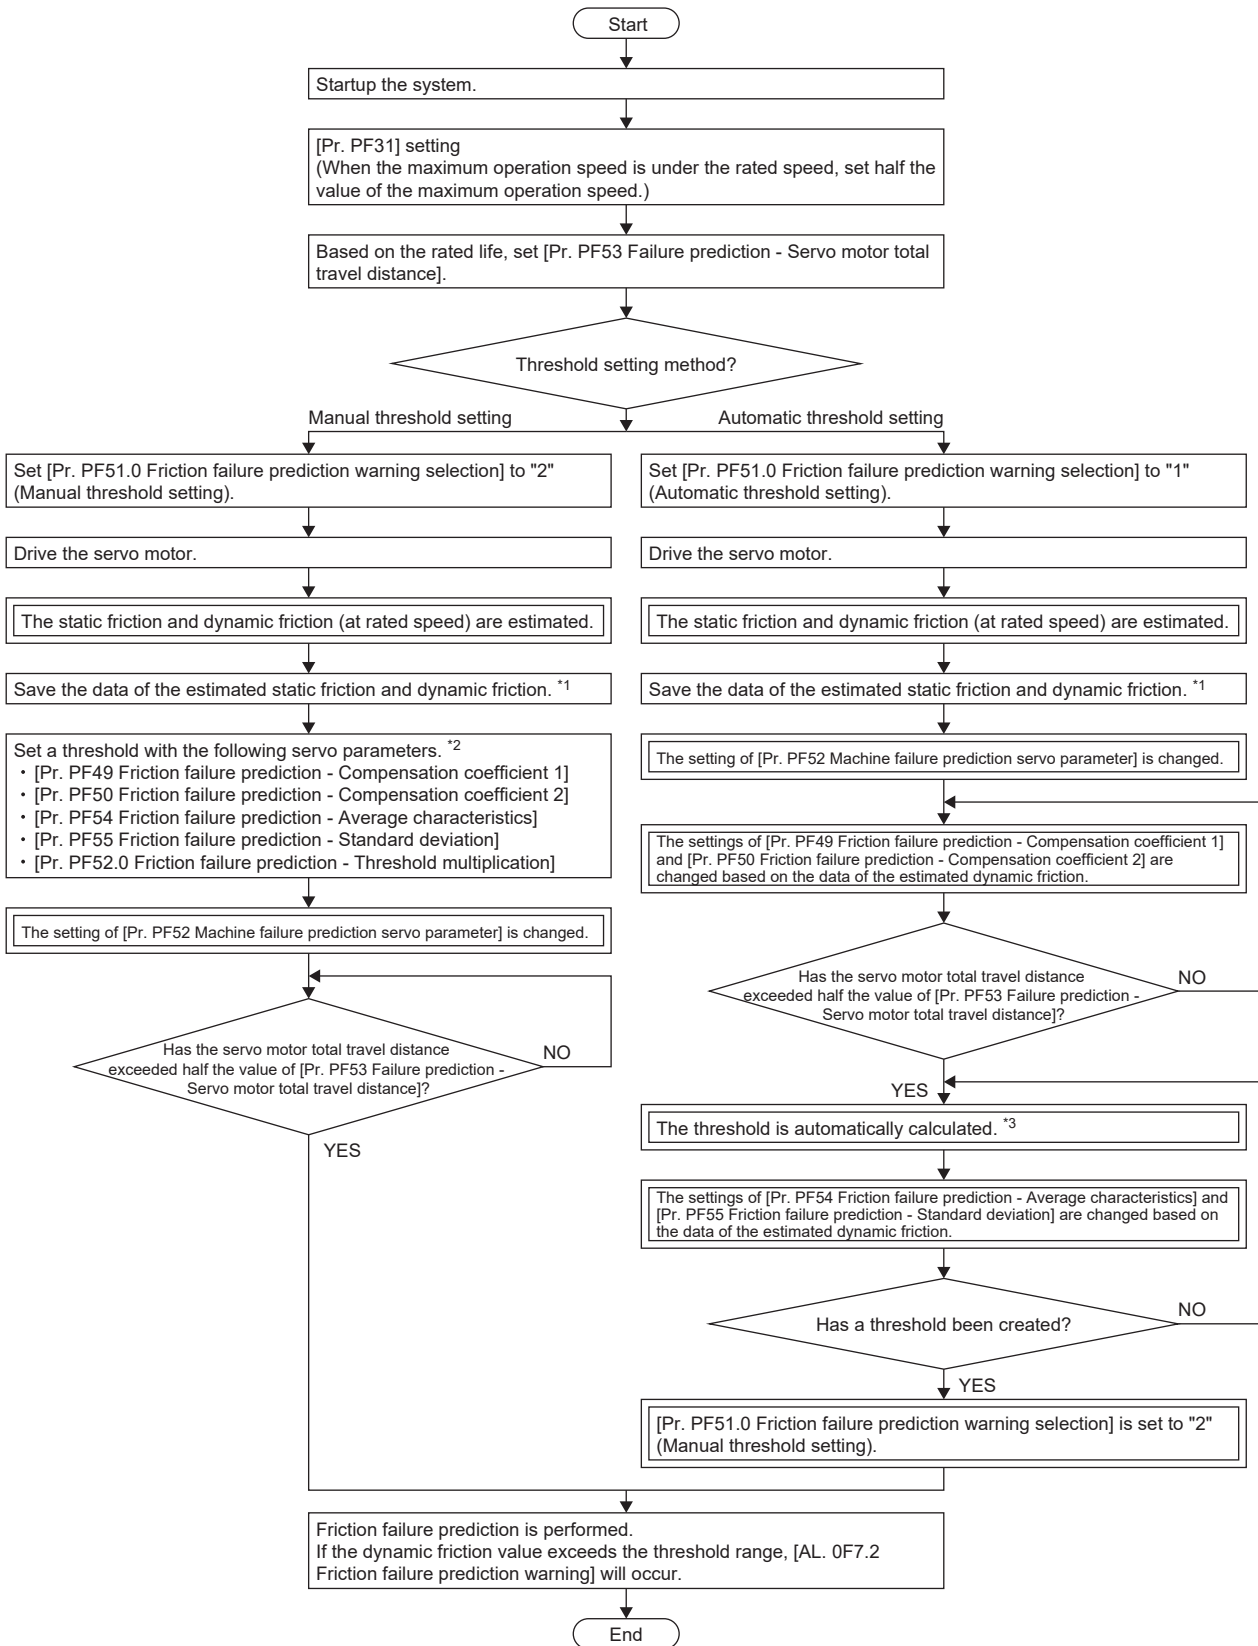 Start
Startup the system.
[Pr. PF31] setting
(When the maximum operation speed is under the rated speed, set half the
value of the maximum operation speed.)
Based on the rated life, set [Pr. PF53 Failure prediction - Servo motor total
travel distance].
Threshold setting method?
Manual threshold setting
Automatic threshold setting
Set [Pr. PF51.0 Friction failure prediction warning selection] to "2"
(Manual threshold setting).
Drive the servo motor.
The static friction and dynamic friction (at rated speed) are estimated.
Save the data of the estimated static friction and dynamic friction. *1
Set a threshold with the following servo parameters. *2
・[Pr. PF49 Friction failure prediction - Compensation coefficient 1]
・[Pr. PF50 Friction failure prediction - Compensation coefficient 2]
・[Pr. PF54 Friction failure prediction - Average characteristics]
・[Pr. PF55 Friction failure prediction - Standard deviation]
・[Pr. PF52.0 Friction failure prediction - Threshold multiplication]
The setting of [Pr. PF52 Machine failure prediction servo parameter] is changed.
Has the servo motor total travel distance
exceeded half the value of [Pr. PF53 Failure prediction -
Servo motor total travel distance]?
NO
YES
Set [Pr. PF51.0 Friction failure prediction warning selection] to "1"
(Automatic threshold setting).
Drive the servo motor.
The static friction and dynamic friction (at rated speed) are estimated.
Save the data of the estimated static friction and dynamic friction. *1
The setting of [Pr. PF52 Machine failure prediction servo parameter] is changed.
The settings of [Pr. PF49 Friction failure prediction - Compensation coefficient 1]
and [Pr. PF50 Friction failure prediction - Compensation coefficient 2] are
changed based on the data of the estimated dynamic friction.
Has the servo motor total travel distance
exceeded half the value of [Pr. PF53 Failure prediction -
Servo motor total travel distance]?
NO
YES
The threshold is automatically calculated. *3
The settings of [Pr. PF54 Friction failure prediction - Average characteristics] and
[Pr. PF55 Friction failure prediction - Standard deviation] are changed based on
the data of the estimated dynamic friction.
Has a threshold been created?
NO
YES
[Pr. PF51.0 Friction failure prediction warning selection] is set to "2"
(Manual threshold setting).
Friction failure prediction is performed.
If the dynamic friction value exceeds the threshold range, [AL. 0F7.2
Friction failure prediction warning] will occur.
End